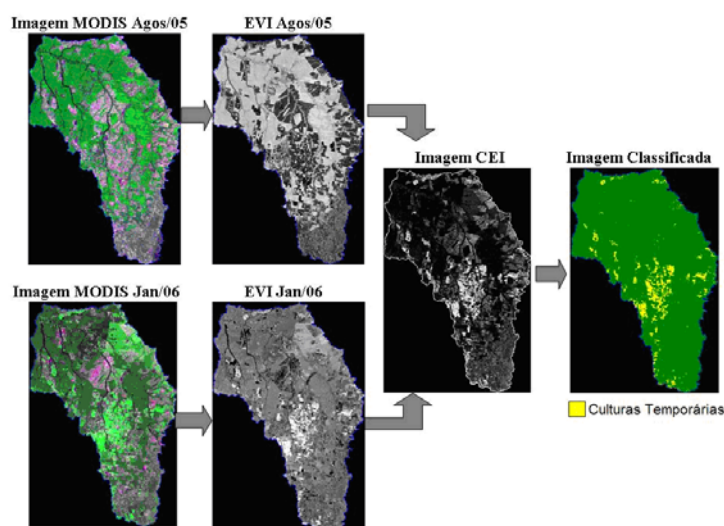 Imagem MODIS Agos/05
EVI Agos/05
Imagem CEI
Imagem Classificada
Imagem MODIS Jan/06
EVI Jan/06
Culturas Temporárias